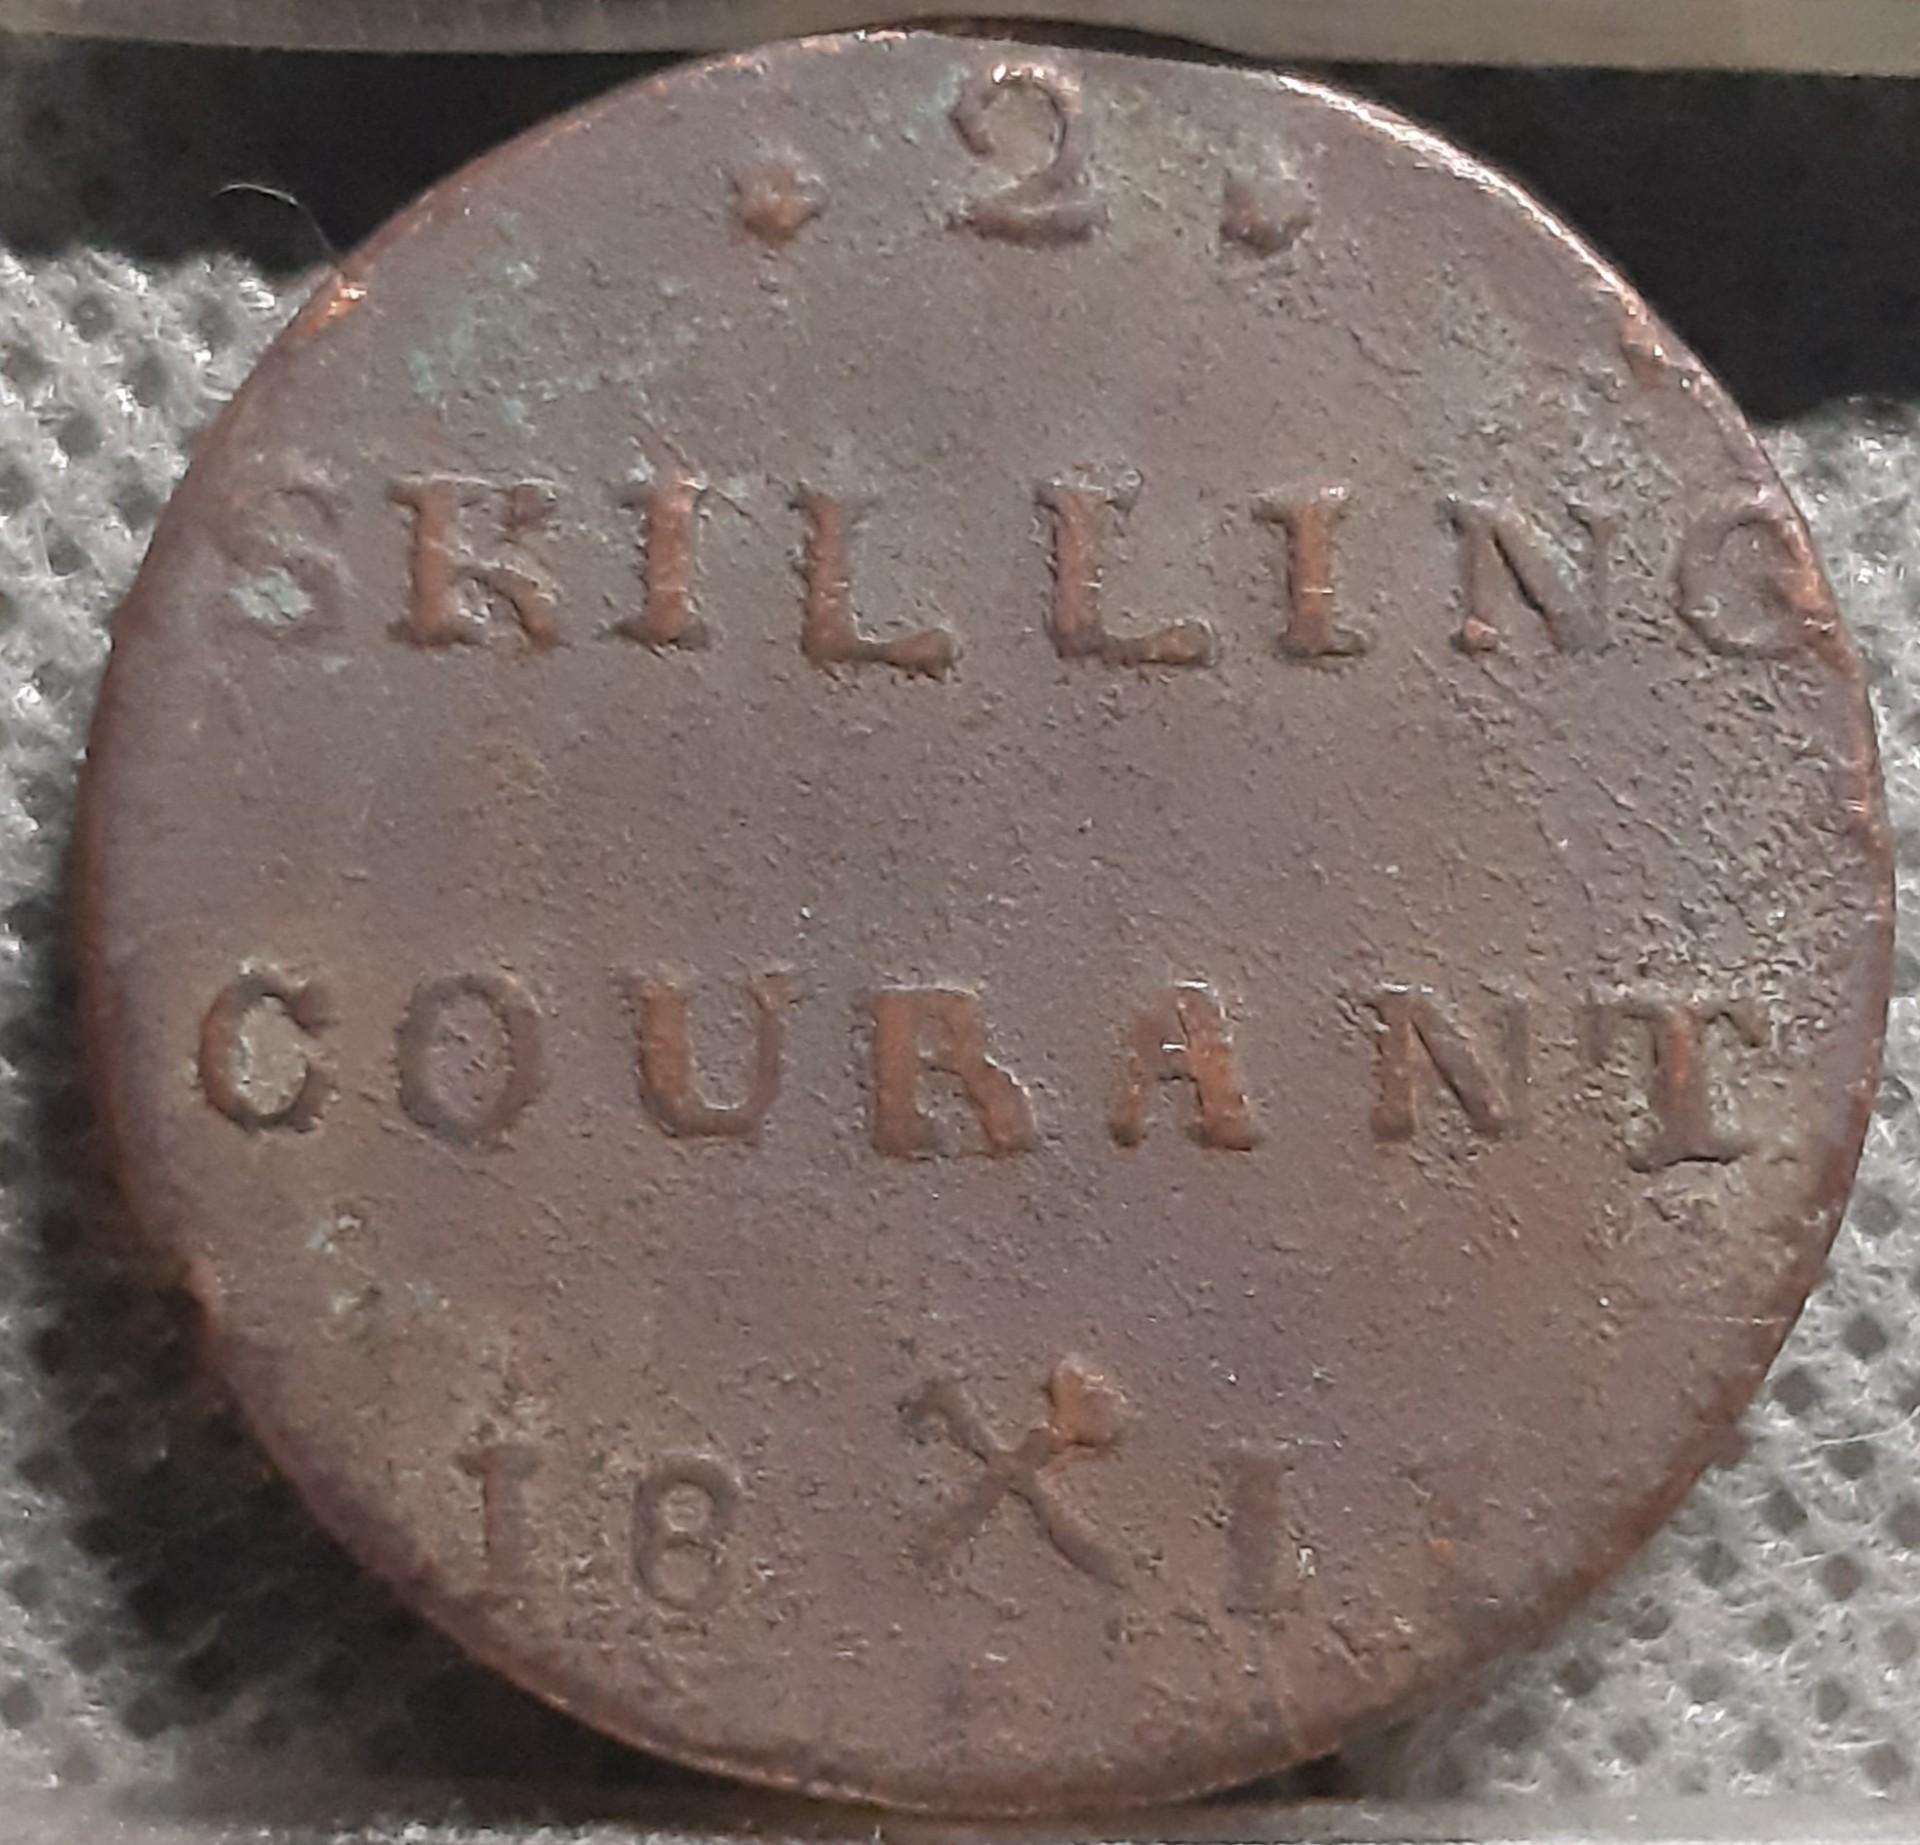 .2.
SKILLING
COURANT
18 1